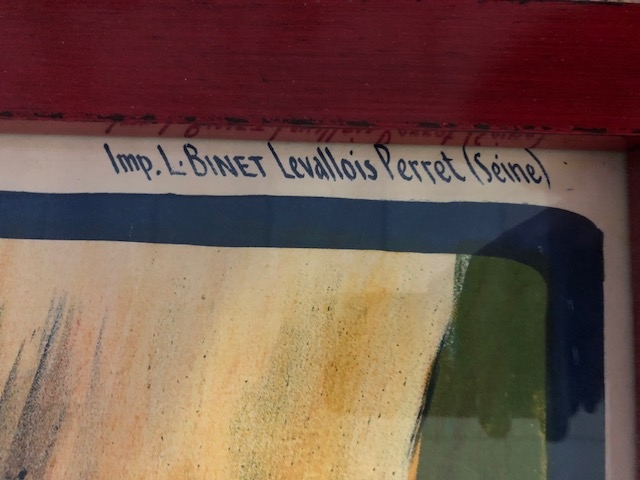 Imp. L. BINET Levallois Perret (Seine)